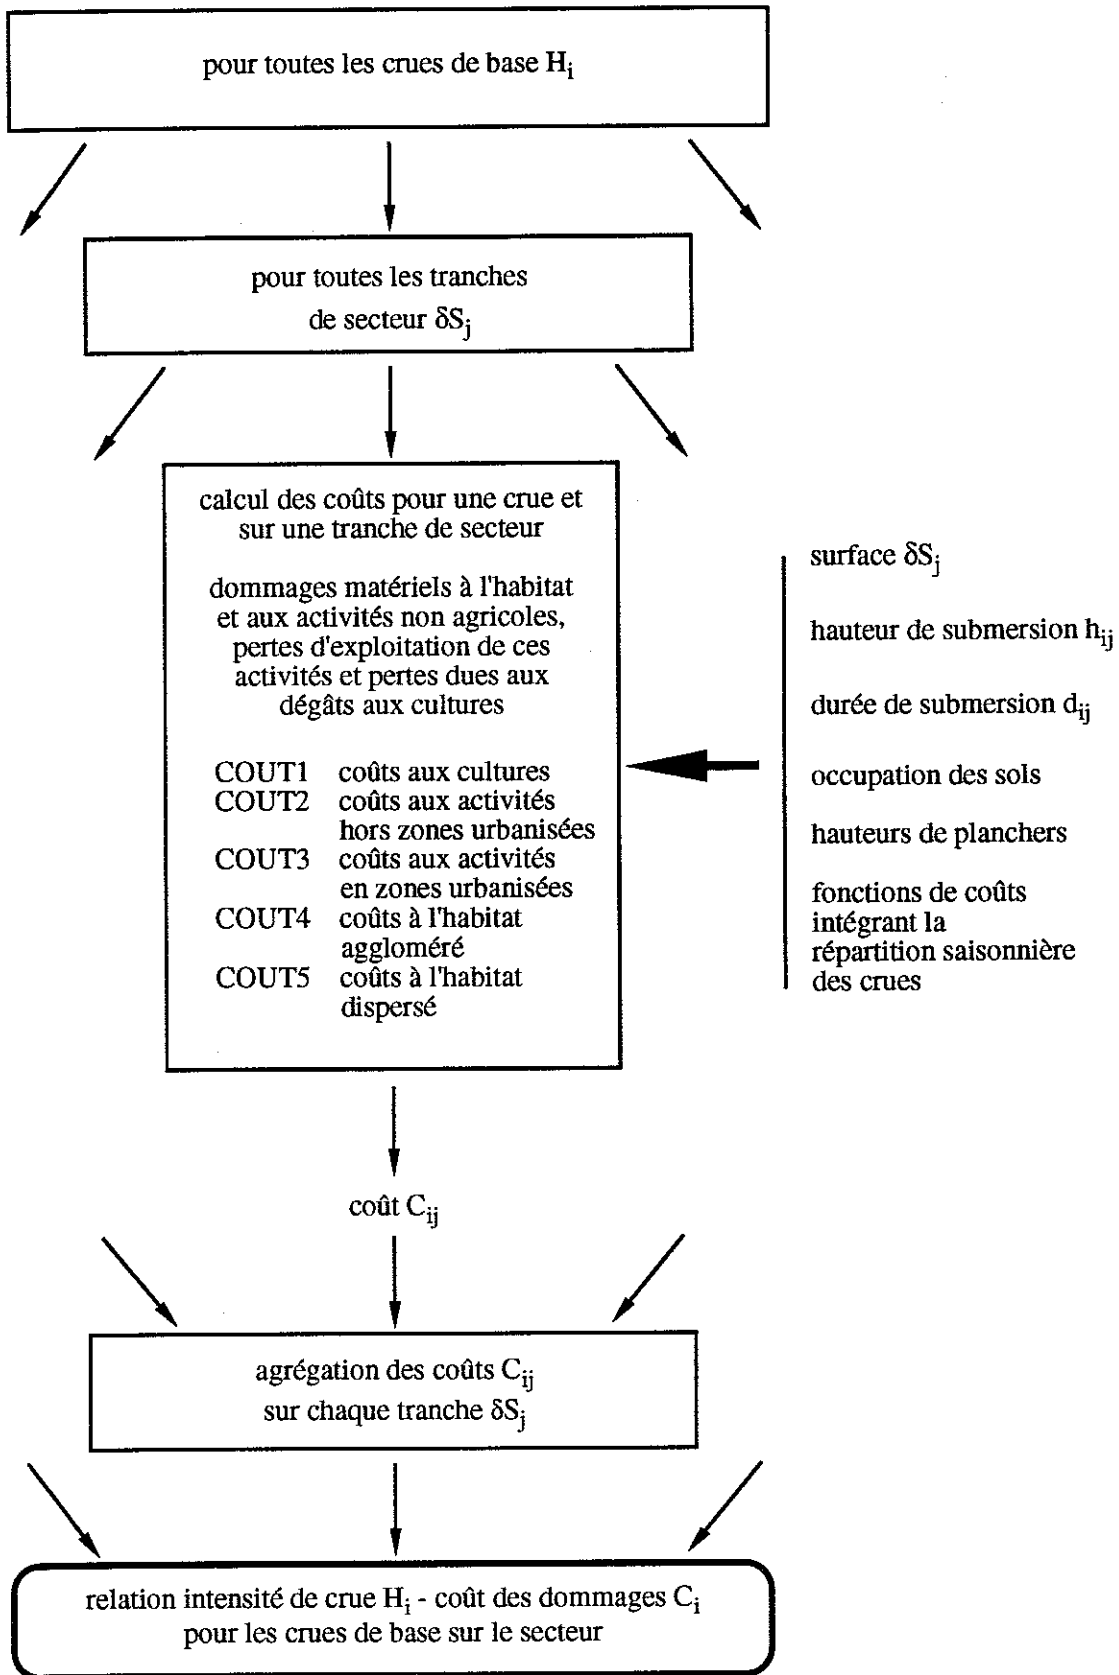 pour toutes les crues de base Hi
pour toutes les tranches
de secteur δSj
calcul des coûts pour une crue et
sur une tranche de secteur
dommages matériels à l'habitat
et aux activités non agricoles,
pertes d'exploitation de ces
activités et pertes dues aux
dégâts aux cultures
COUT1 coûts aux cultures
COUT2 coûts aux activités
hors zones urbanisées
COUT3 coûts aux activités
en zones urbanisées
COUT4 coûts à l'habitat
aggloméré
COUT5 coûts à l'habitat
dispersé
surface δSj
hauteur de submersion hij
durée de submersion dij
occupation des sols
hauteurs de planchers
fonctions de coûts
intégrant la
répartition saisonnière
des crues
coût Cij
agrégation des coûts Cij
sur chaque tranche δSj
relation intensité de crue Hi - coût des dommages Ci
pour les crues de base sur le secteur